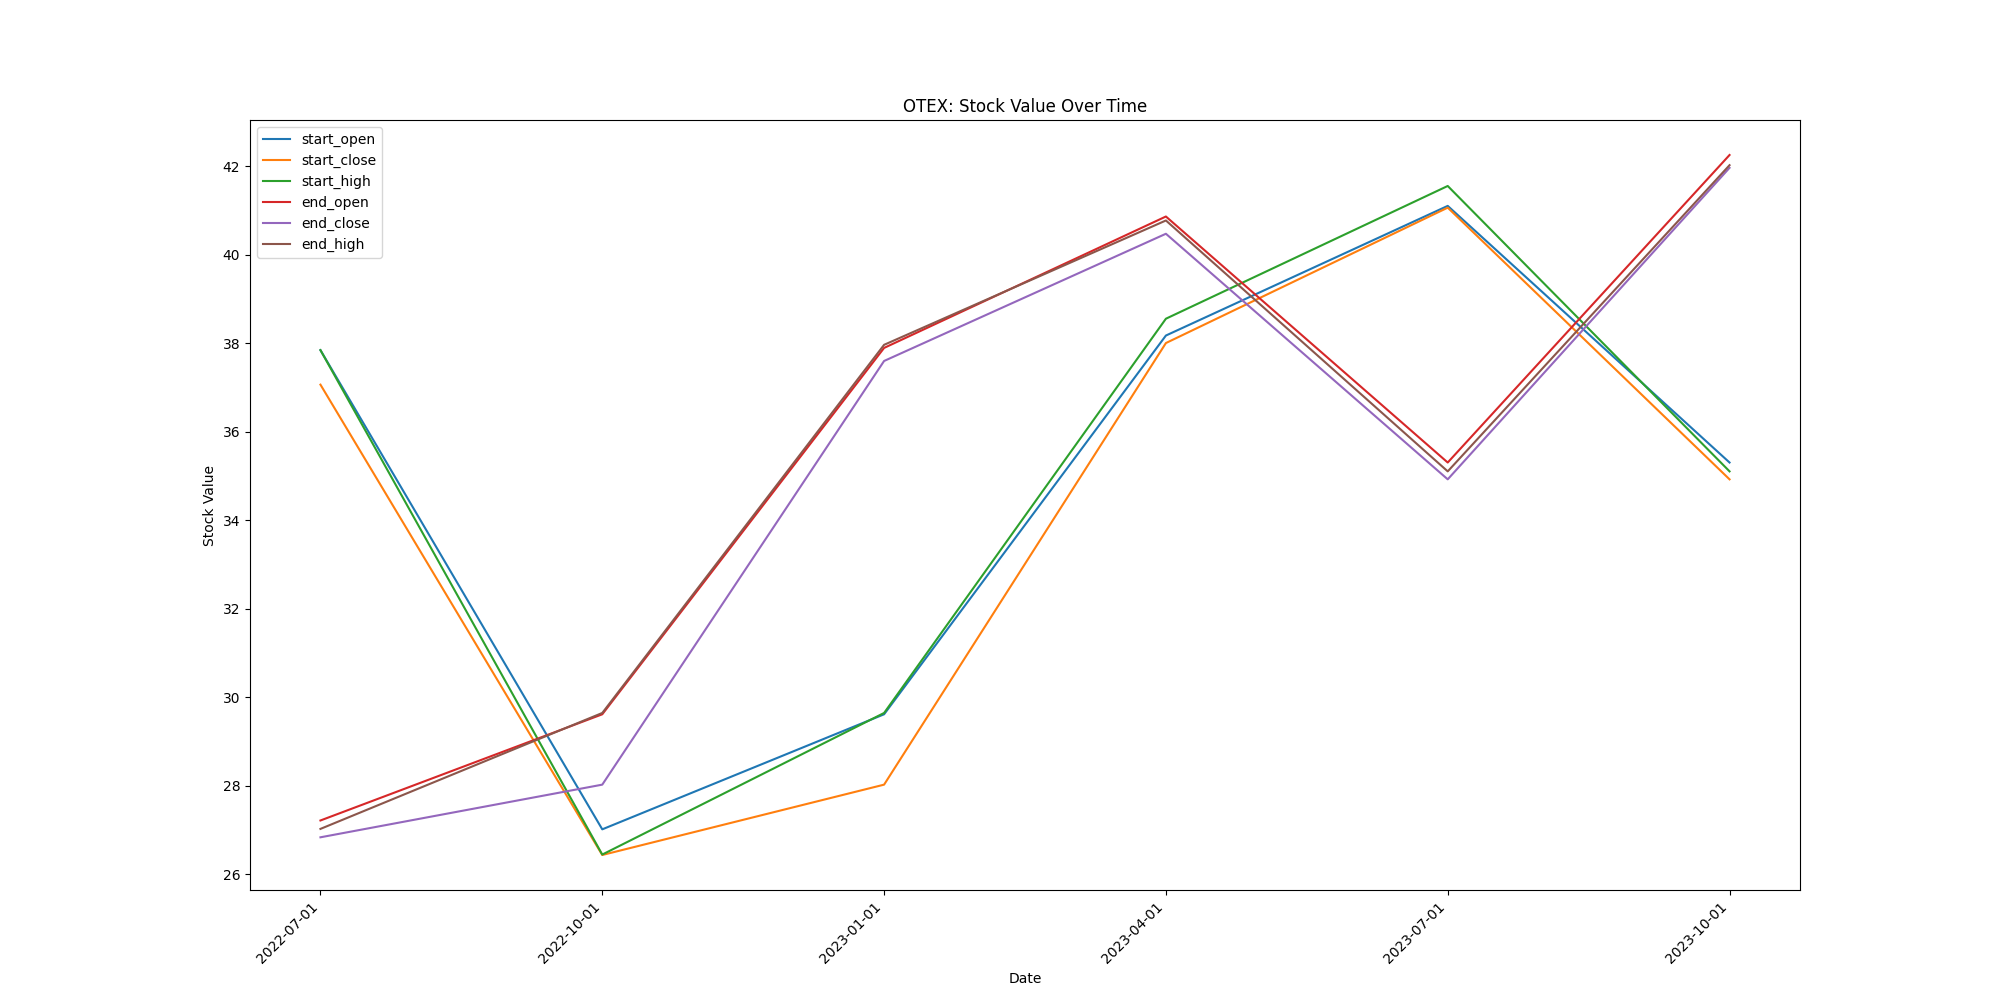 OTEX: Stock Value Over Time
start_open
start_close
start_high
end_open
end_close
end_high
42
40
38
36
34
32
30
28
26
Stock Value
2022-07-01
2022-10-01
2023-01-01
2023-04-01
2023-07-01
2023-10-01
Date